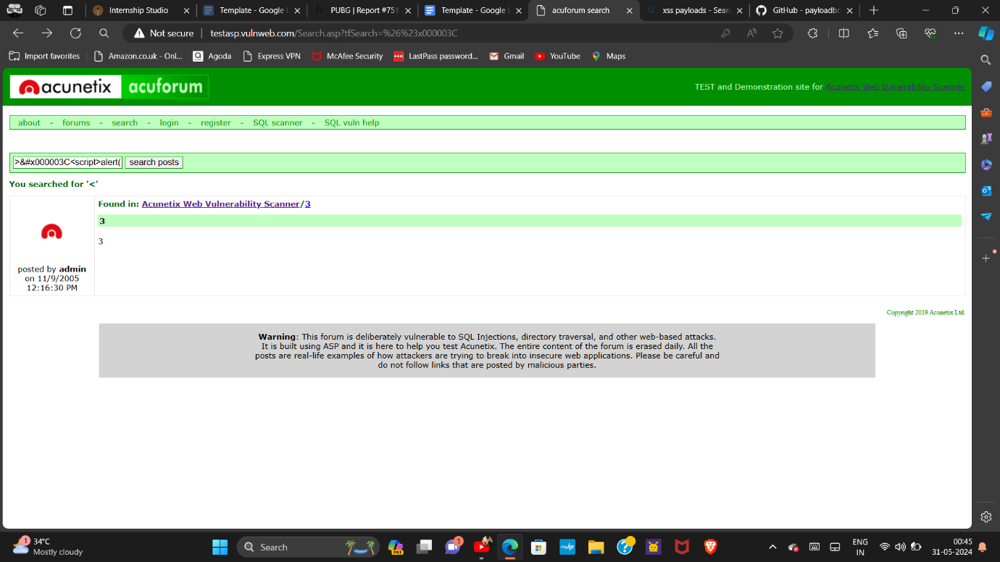 Internship Studio
Template - Google D
PUBG | Report #751
Template - Google D
acuforum search
xss payloads - Sear
GitHub - payloadbo
Not secure
testasp.vulnweb.com/Search.asp?tfSearch=%26%23x000003C
Import favorites
Amazon.co.uk - Onl...
Agoda
Express VPN
McAfee Security
LastPass password...
Gmail
YouTube
Maps
acunetix acuforum
TEST and Demonstration site for Acunetix Web Vulnerability Scanner
about - forums - search - login - register - SQL scanner - SQL vuln help
>&#x000003C<script>alert( search posts
You searched for '<'
Found in: Acunetix Web Vulnerability Scanner/3
3
3
posted by admin
on 11/9/2005
12:16:30 PM
Copyright 2019 Acunetix Ltd.
Warning: This forum is deliberately vulnerable to SQL Injections, directory traversal, and other web-based attacks.
It is built using ASP and it is here to help you test Acunetix. The entire content of the forum is erased daily. All the
posts are real-life examples of how attackers are trying to break into insecure web applications. Please be careful and
do not follow links that are posted by malicious parties.
1
34°C
Mostly cloudy
Search
PRE
1
myhp
ENG
IN
00:45
31-05-2024